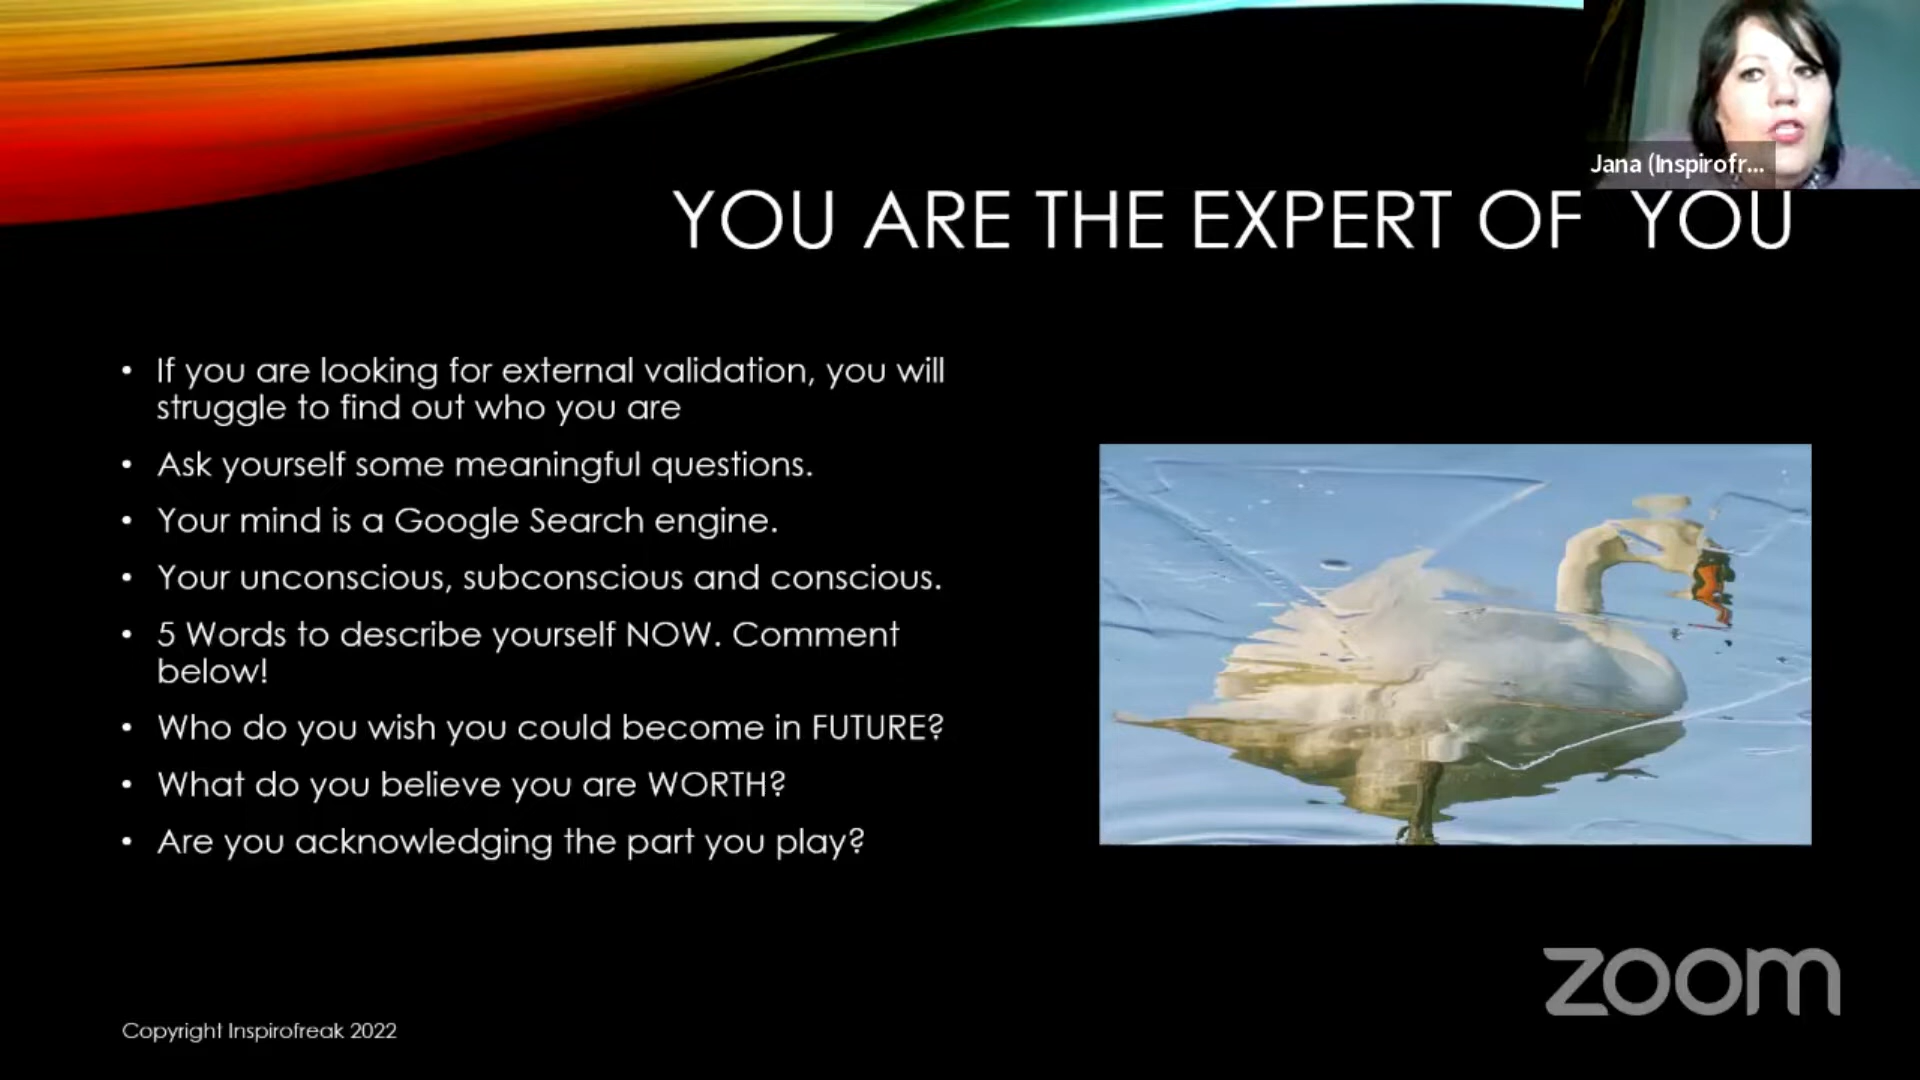 Jana (Inspirofr...
YOU ARE THE EXPERT OF YOU
• If you are looking for external validation, you will
struggle to find out who you are
• Ask yourself some meaningful questions.
• Your mind is a Google Search engine.
• Your unconscious, subconscious and conscious.
• 5 Words to describe yourself NOW. Comment
below!
• Who do you wish you could become in FUTURE?
• What do you believe you are WORTH?
• Are you acknowledging the part you play?
zoom
Copyright Inspirofreak 2022